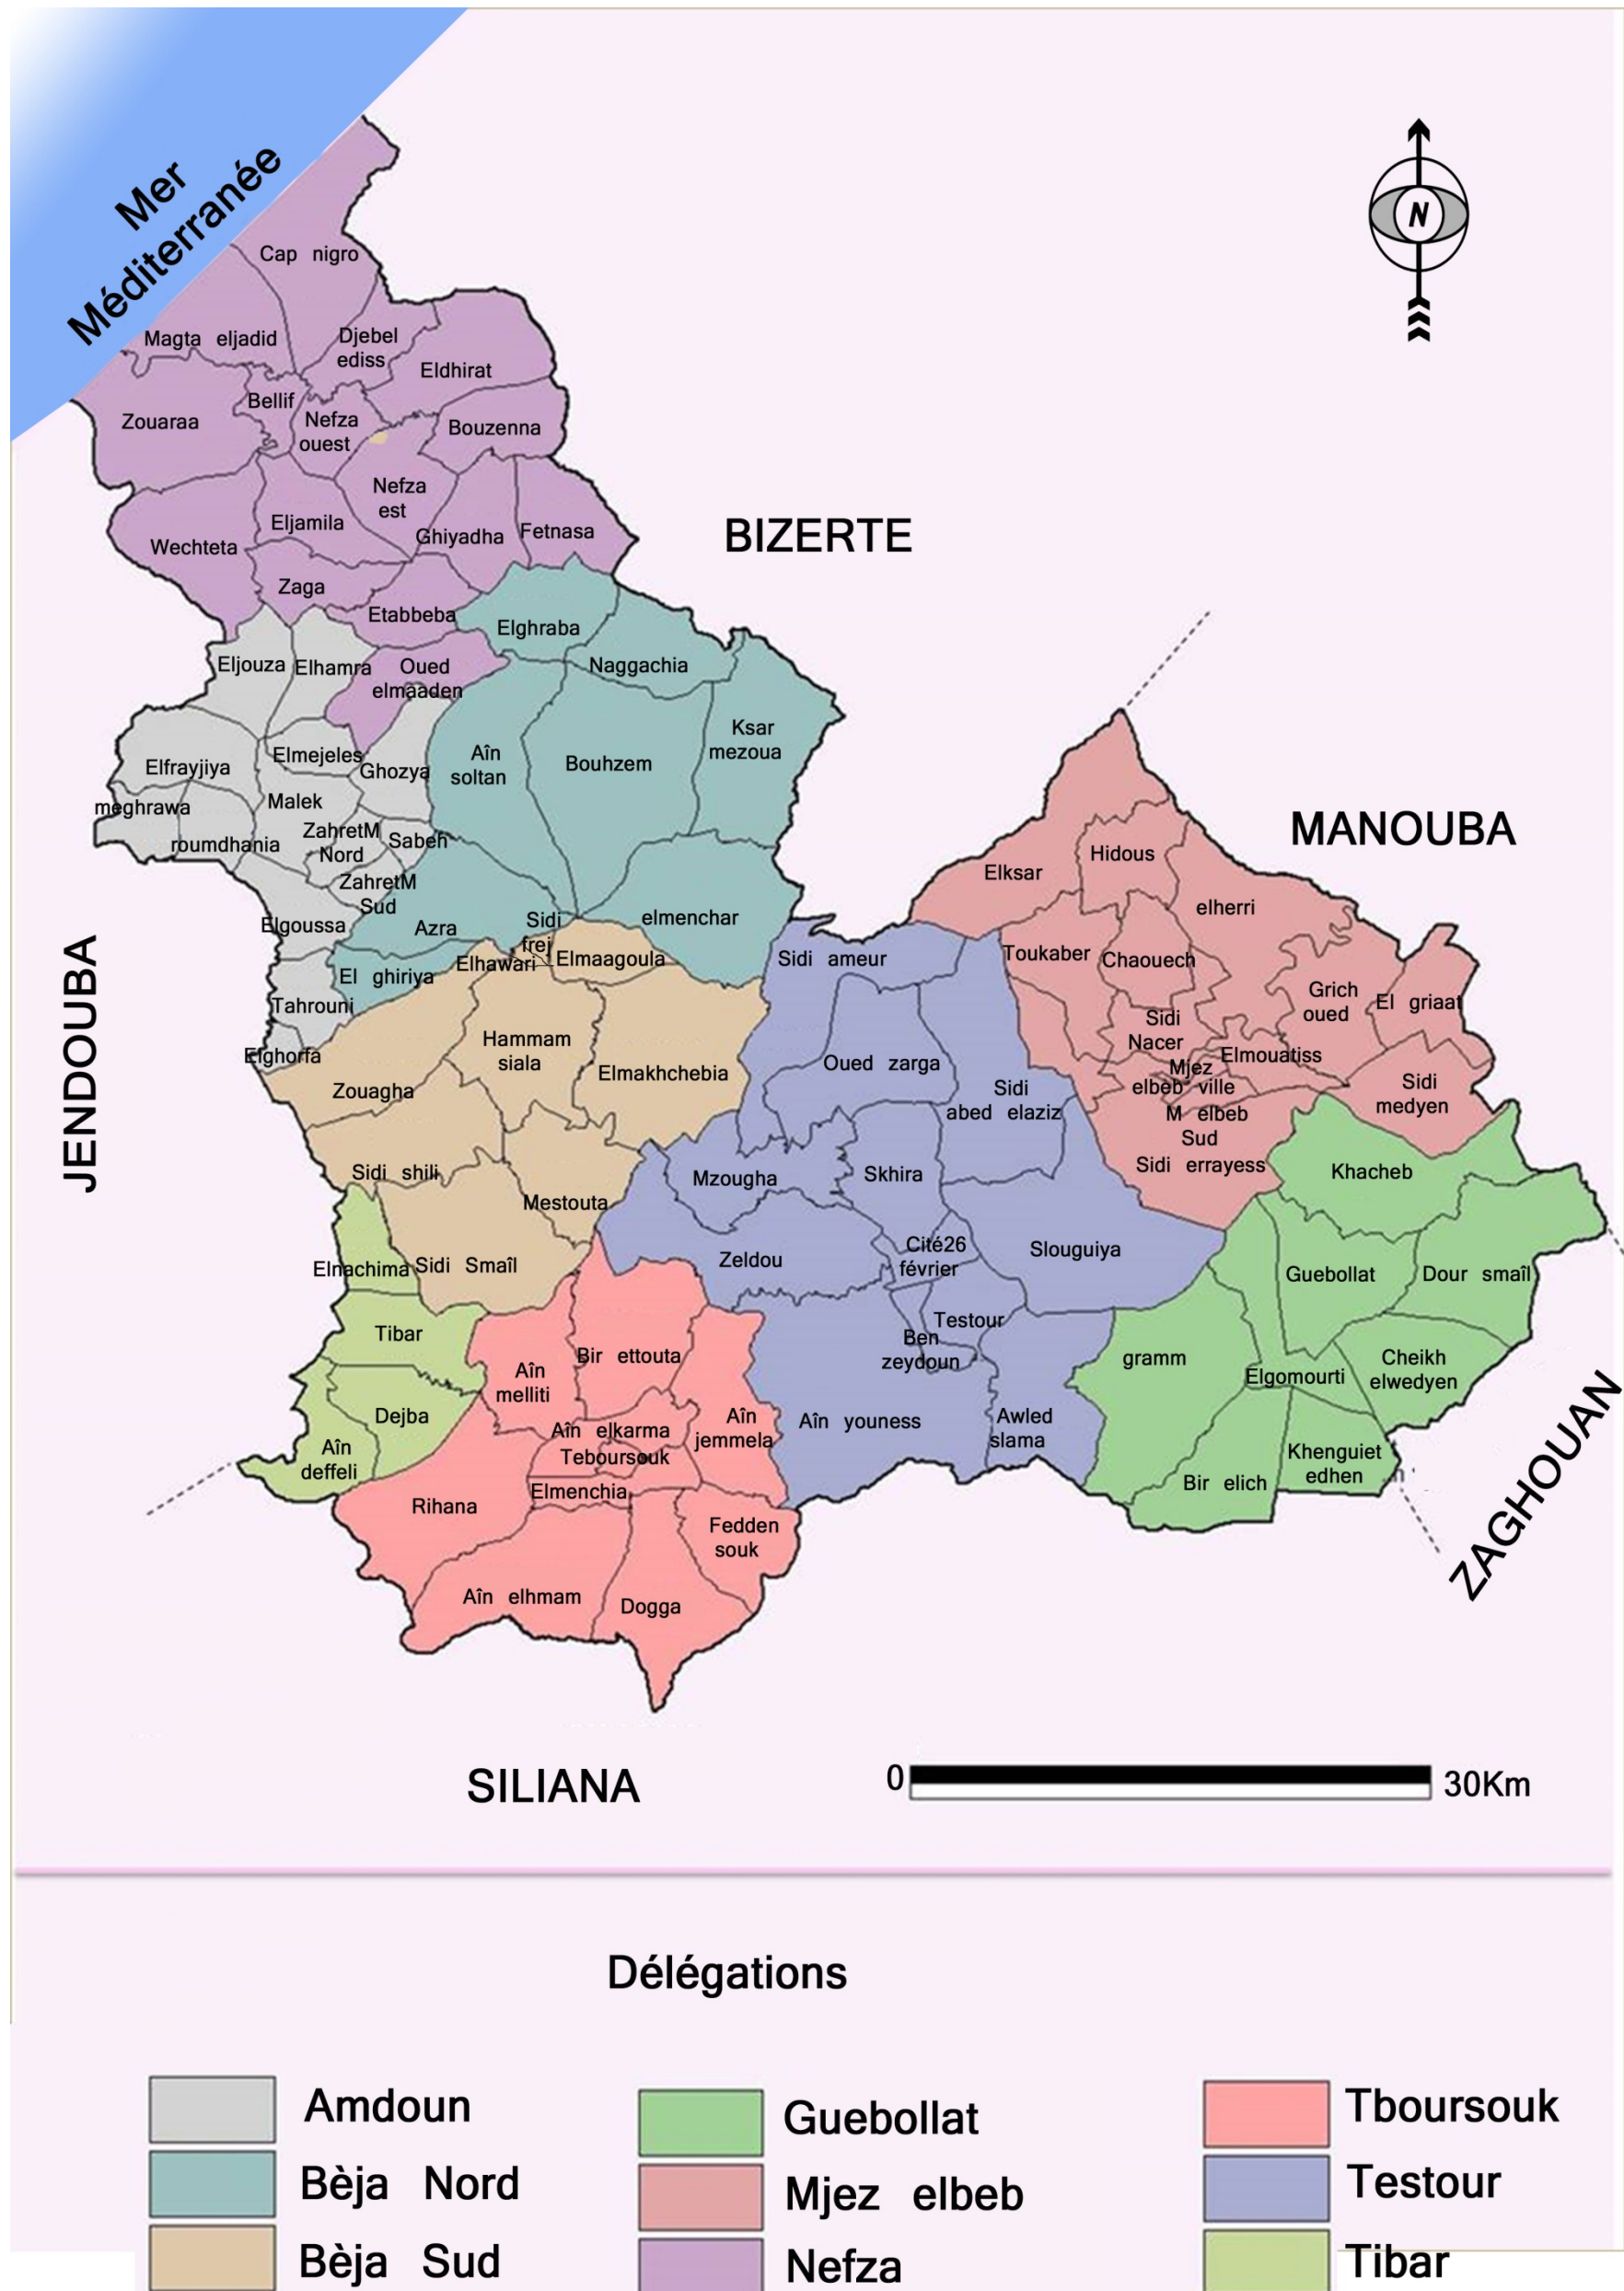 Mer
Méditerranée
N
Cap nigro
Magta eljadid
Djebel
ediss
Eldhirat
Bellif
Zouaraa
Nefza
ouest
Bouzenna
Nefza
est
Eljamila
Ghiyadha
Fetnasa
Wechteta
BIZERTE
Zaga
Etabbeba
Elghraba
Eljouza
Elhamra
Oued
elmaaden
Naggachia
Ksar
mezoua
Elmejeles
Aîn
soltan
Bouhzem
Elfrayjiya
Ghozya
meghrawa
Malek
roumdhania
ZahretM
Nord
Sabeh
ZahretM
Sud
Elgoussa
Azra
Sidi
frej
elmenchar
Elhawari
Elmaagoula
El ghiriya
Tahrouni
Elghorfa
JENDOUBA
MANOUBA
Hidous
Elksar
elherri
Toukaber
Chaouech
Sidi ameur
Grich
oued
El griaat
Sidi
Nacer
Elmouatiss
Mjez
elbeb ville
M elbeb
Sud
Sidi errayess
Sidi
medyen
Hammam
siala
Elmakhchebia
Zouagha
Oued zarga
Sidi
abed elaziz
Sidi shili
Mestouta
Mzougha
Skhira
Khacheb
Elnachima
Sidi Smaîl
Zeldou
Cité26
février
Slouguiya
Guebollat
Dour smaîl
Tibar
Bir ettouta
Testour
Ben
zeydoun
gramm
Elgomourti
Cheikh
elwedyen
Aîn
melliti
Dejba
Aîn elkarma
Aîn
jemmela
Aîn youness
Awled
slama
Aîn
deffeli
Teboursouk
Elmenchia
Khenguiet
edhen
Bir elich
Rihana
Fedden
souk
Aîn elhmam
Dogga
ZAGHOUAN
SILIANA
0
30Km
Délégations
Amdoun
Guebollat
Tboursouk
Bèja Nord
Mjez elbeb
Testour
Bèja Sud
Nefza
Tibar